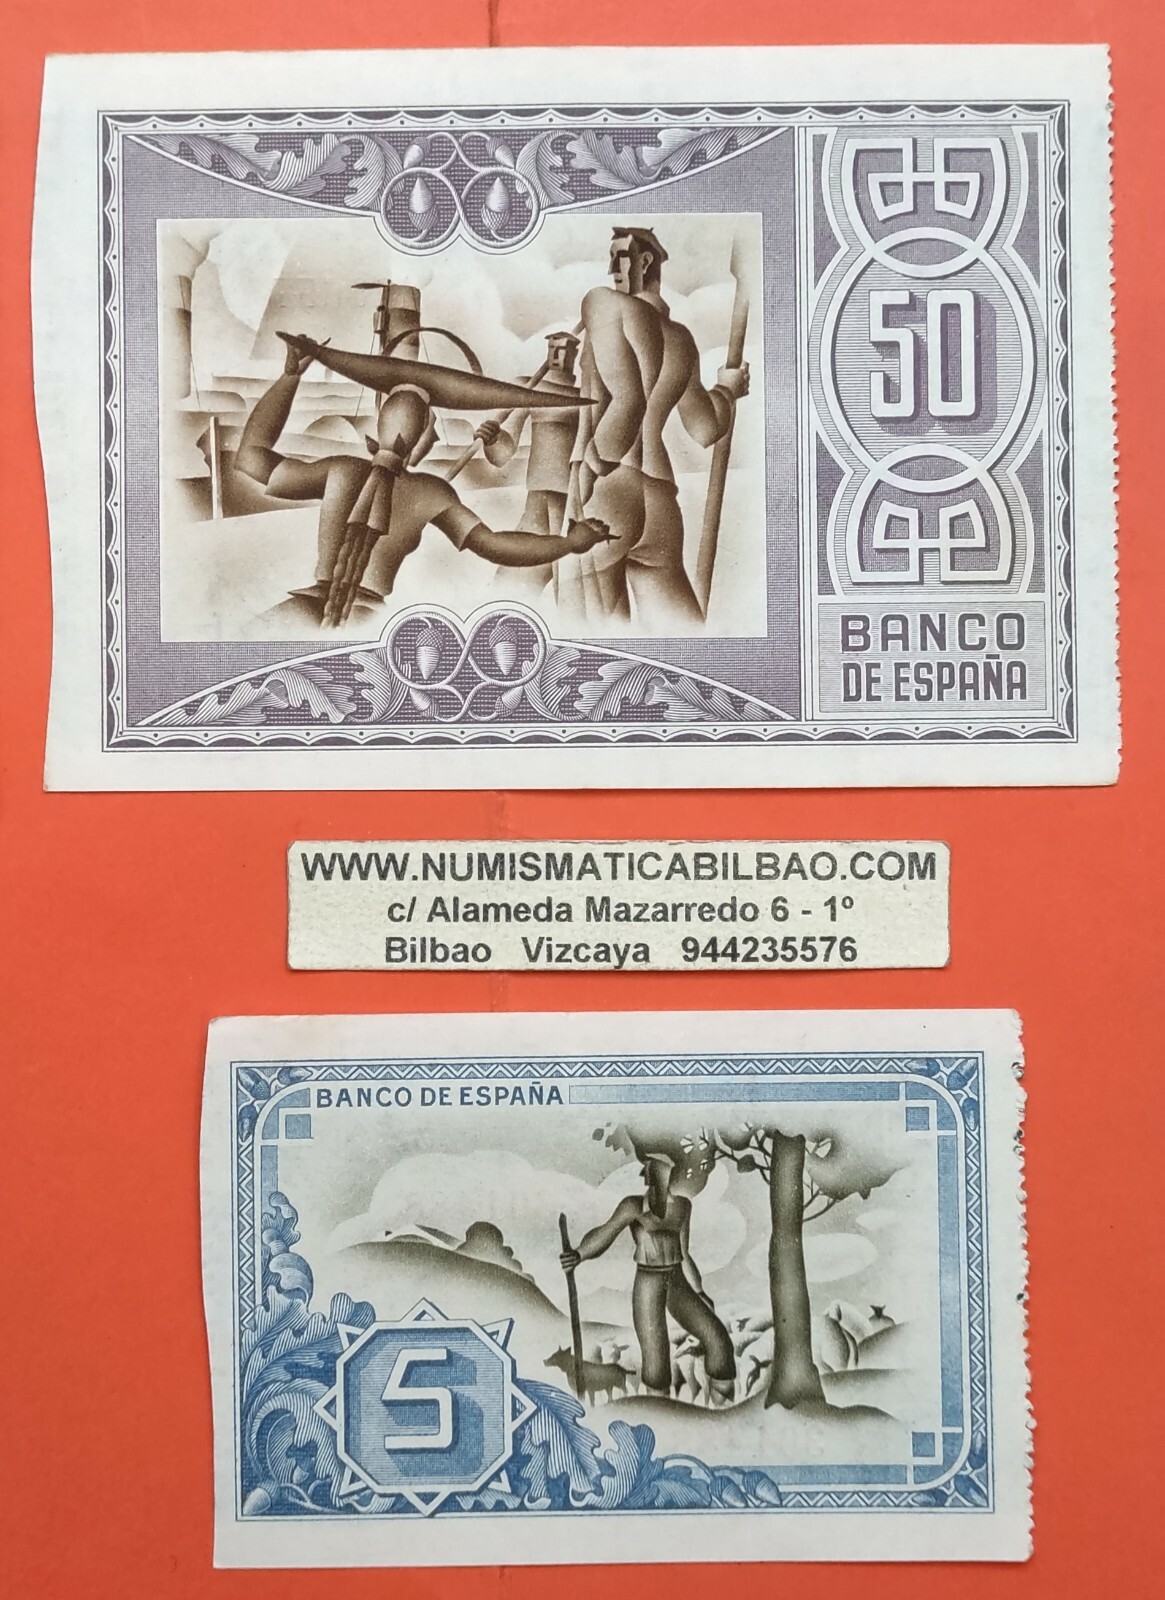 50
BANCO
DE ESPAÑA
WWW.NUMISMATICABILBAO.COM
c/ Alameda Mazarredo 6 - 1º
Bilbao Vizcaya 944235576
BANCO DE ESPAÑA
5